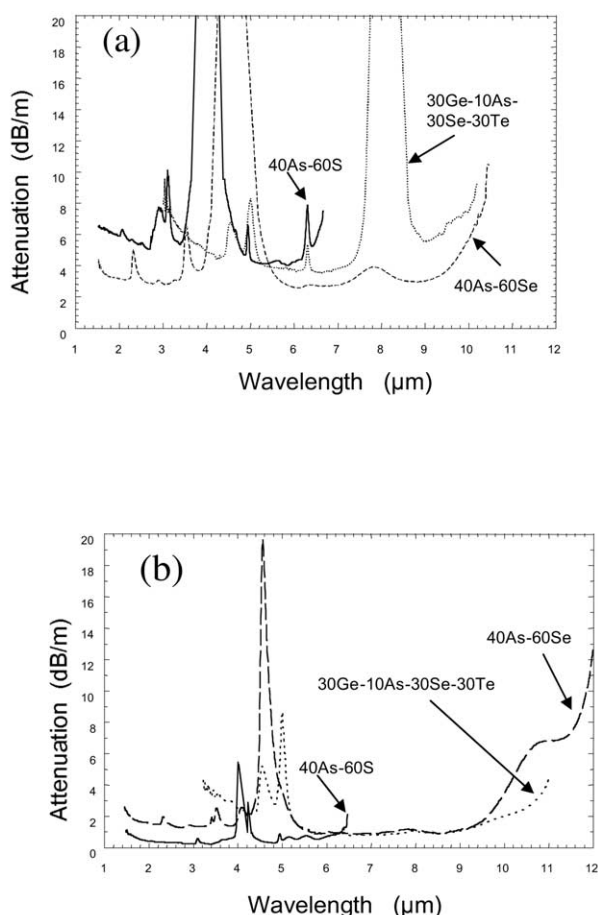 (a)
20
18
16
14
12
10
8
6
4
2
0
Attenuation (dB/m)
30Ge-10As-
30Se-30Te
40As-60S
40As-60Se
1 2 3 4 5 6 7 8 9 10 11 12
Wavelength (μm)
(b)
20
18
16
14
12
10
8
6
4
2
0
Attenuation (dB/m)
40As-60Se
30Ge-10As-30Se-30Te
40As-60S
1 2 3 4 5 6 7 8 9 10 11 12
Wavelength (μm)